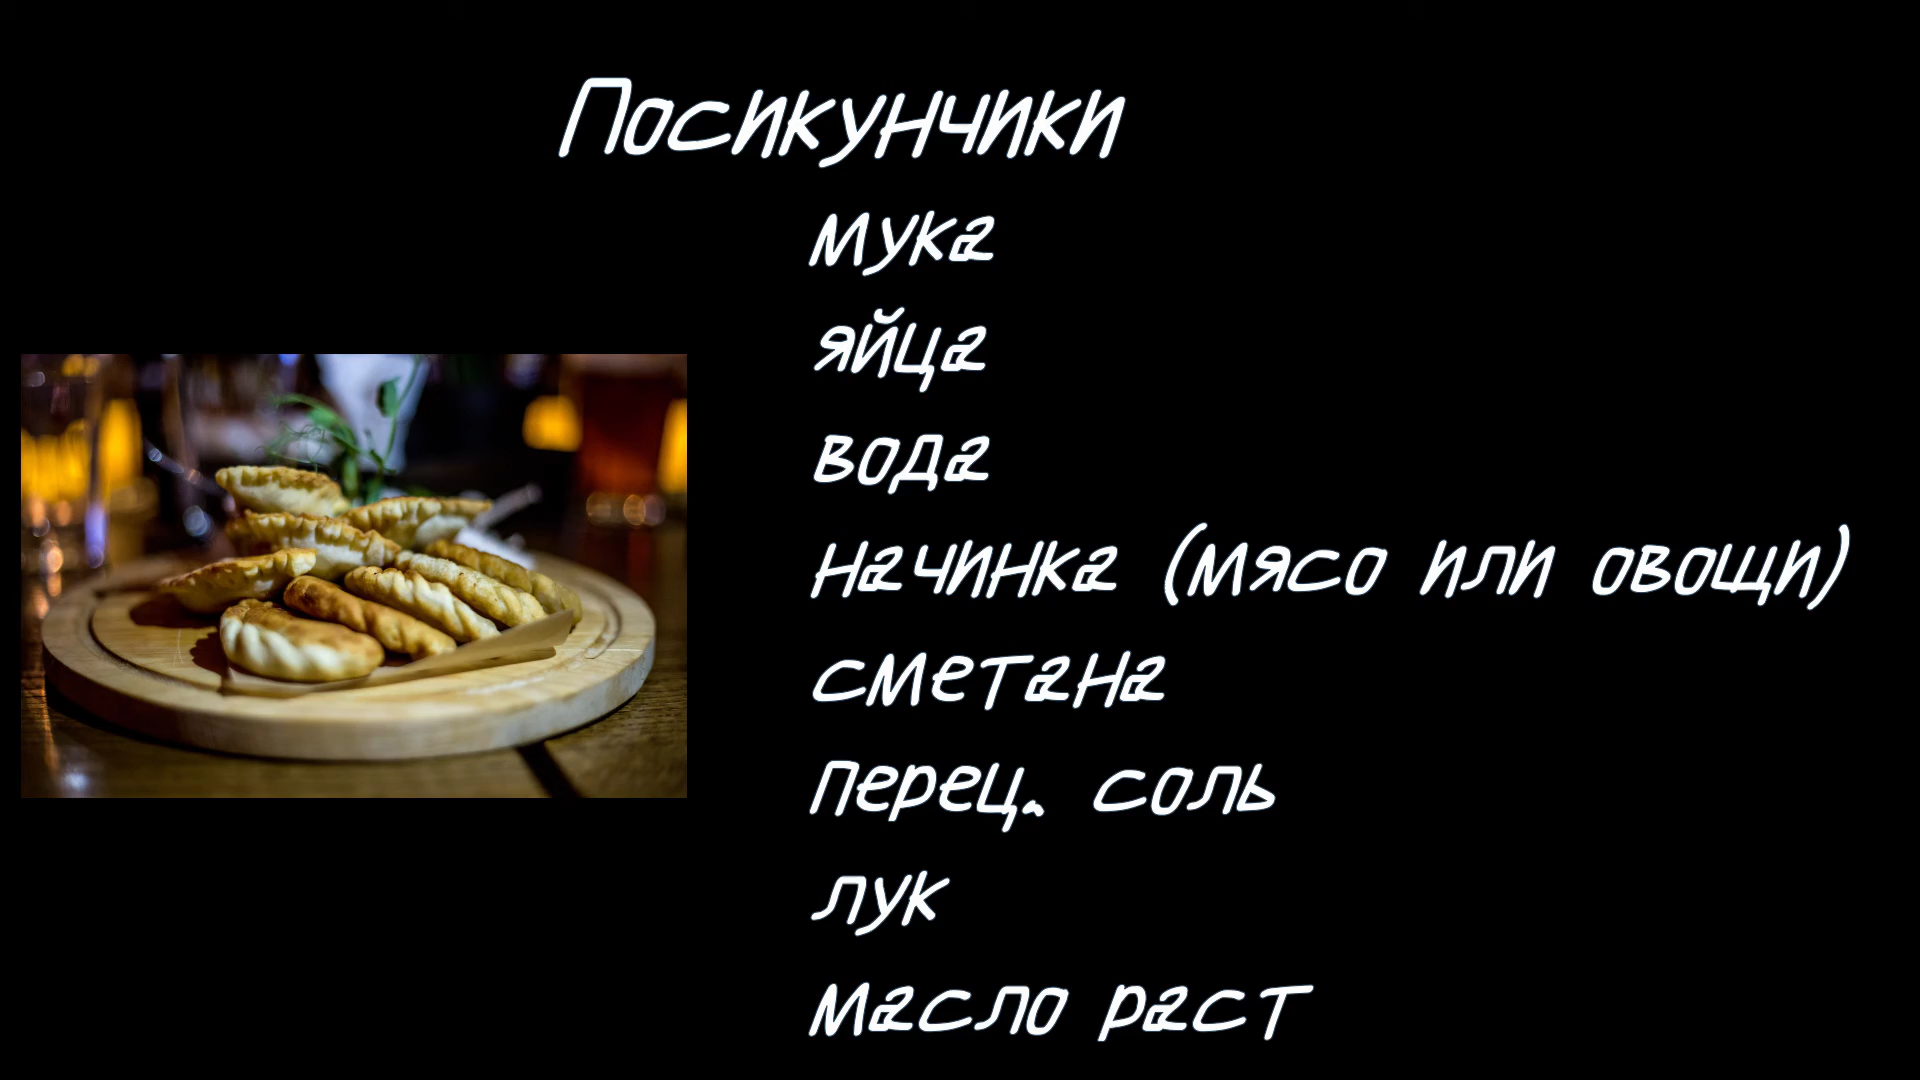 Посикунчики
мука
яйца
вода
начинка (мясо или овощи)
сметана
перец. соль
лук
масло раст